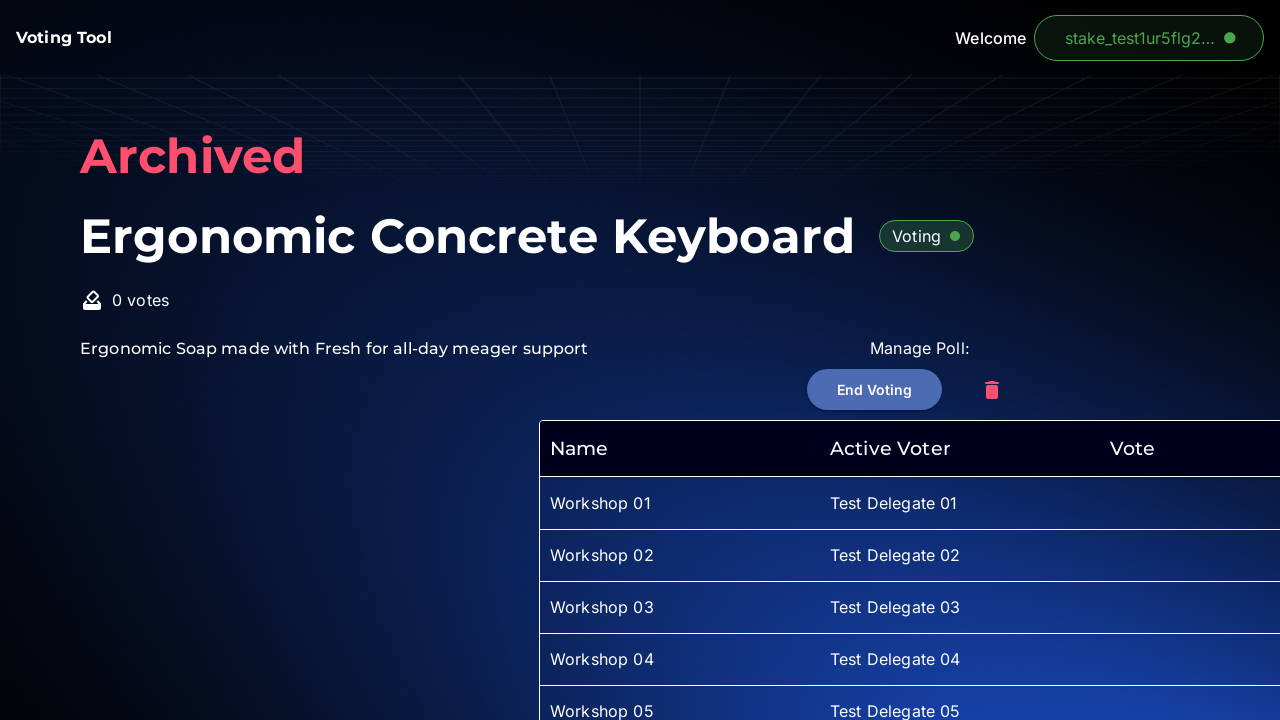 Voting Tool
Welcome
stake_test1ur5flg2...
Archived
Ergonomic Concrete Keyboard
Voting
0 votes
Ergonomic Soap made with Fresh for all-day meager support
Manage Poll:
End Voting
Name Active Voter Vote
Workshop 01 Test Delegate 01
Workshop 02 Test Delegate 02
Workshop 03 Test Delegate 03
Workshop 04 Test Delegate 04
Workshop 05 Test Delegate 05